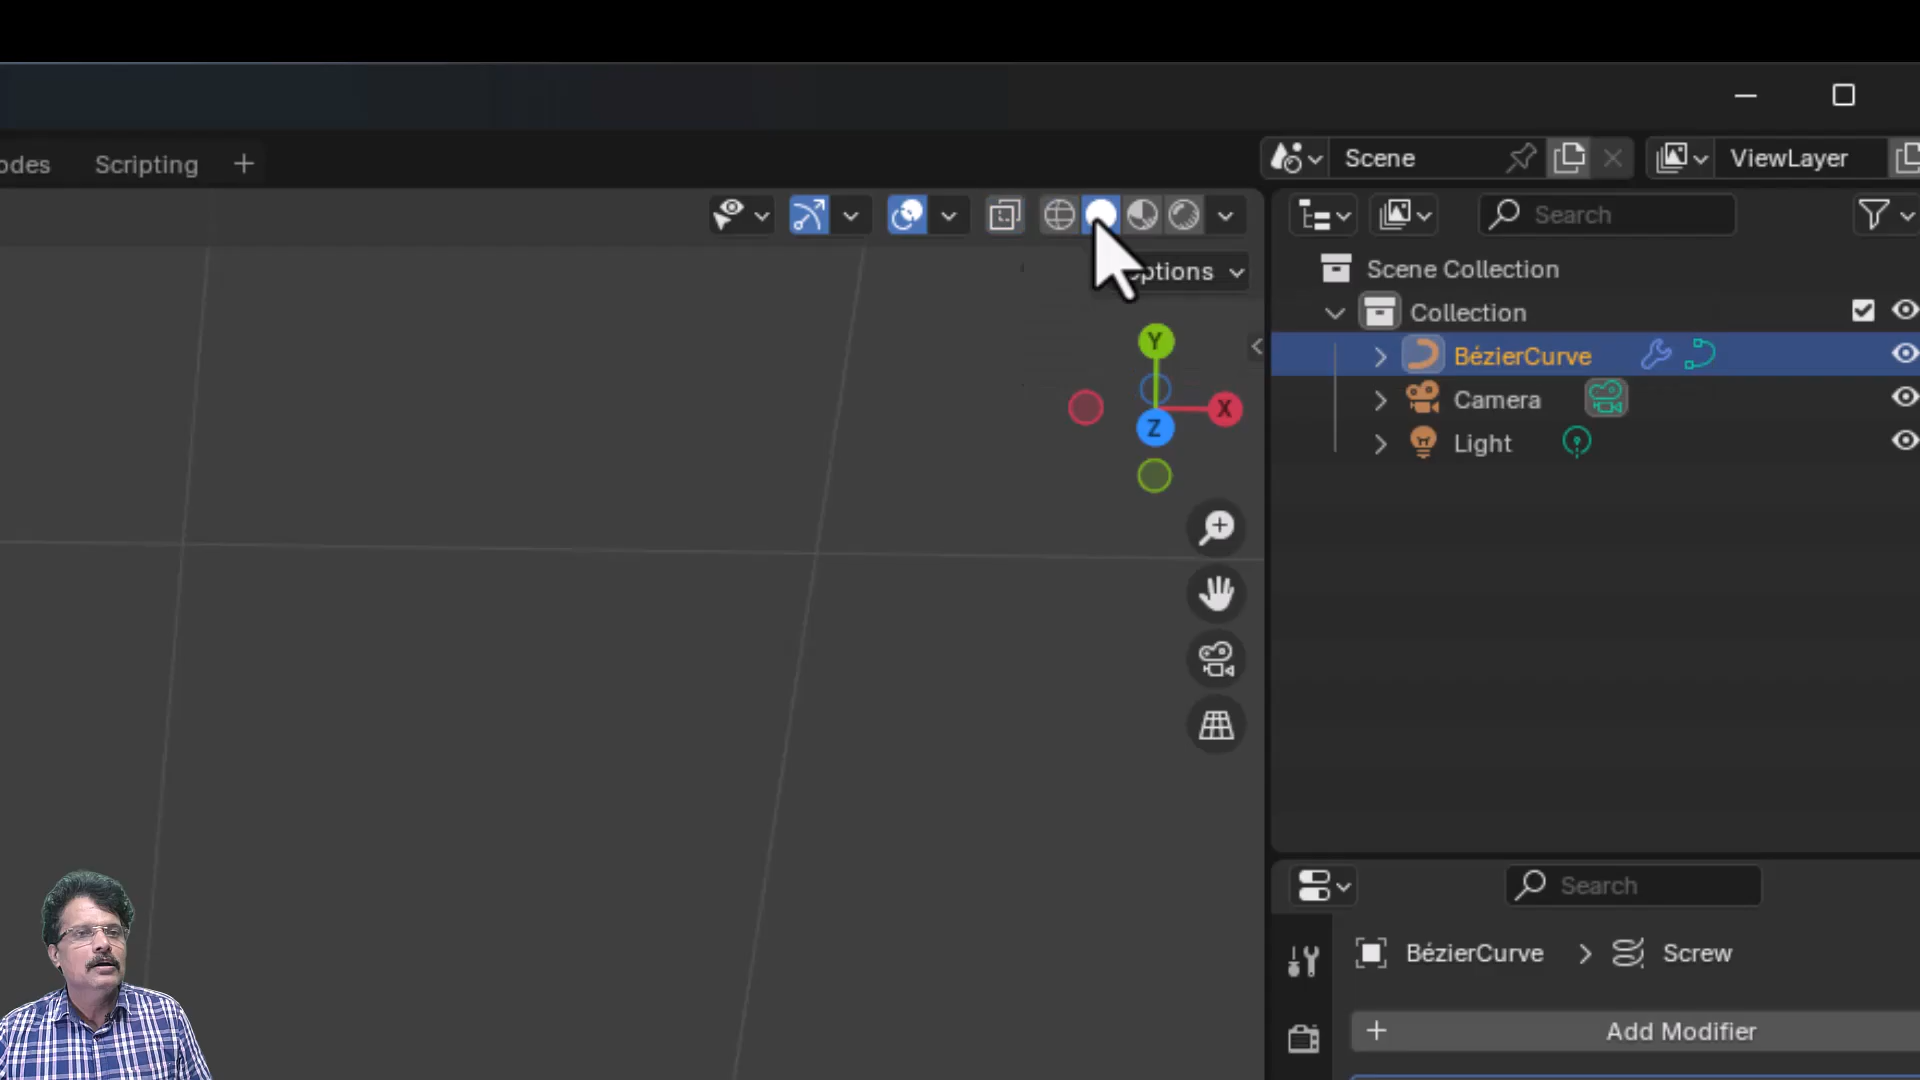 odes Scripting +
Scene
ViewLayer
Search
ptions
Scene Collection
Collection
Y
BézierCurve
Camera
X
Z
Light
Search
BézierCurve > Screw
+ Add Modifier